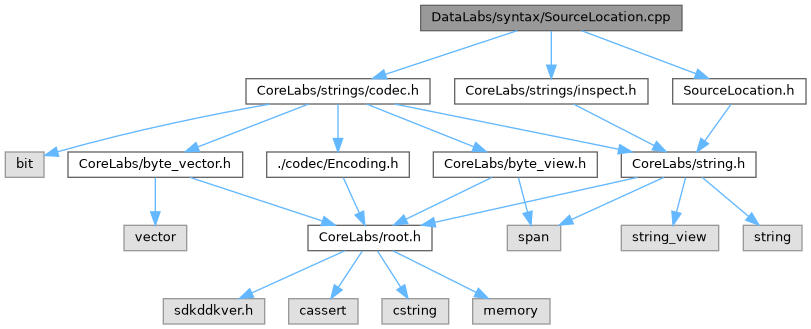 DataLabs/syntax/SourceLocation.cpp
CoreLabs/strings/codec.h
CoreLabs/strings/inspect.h
SourceLocation.h
bit
CoreLabs/byte_vector.h
./codec/Encoding.h
CoreLabs/byte_view.h
CoreLabs/string.h
vector
CoreLabs/root.h
span
string_view
string
sdkddkver.h
cassert
cstring
memory